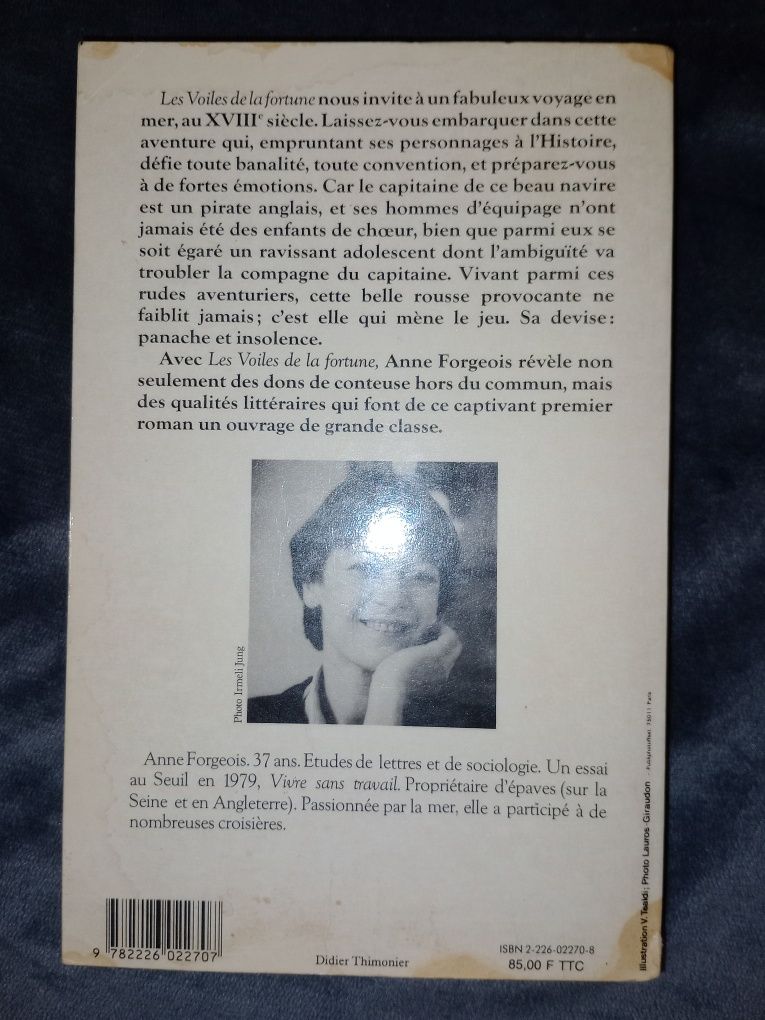 Les Voiles de la fortune nous invite à un fabuleux voyage en
mer, au XVIIIe siècle. Laissez-vous embarquer dans cette
aventure qui, empruntant ses personnages à l'Histoire,
défie toute banalité, toute convention, et préparez-vous
à de fortes émotions. Car le capitaine de ce beau navire
est un pirate anglais, et ses hommes d'équipage n'ont
jamais été des enfants de chœur, bien que parmi eux se
soit égaré un ravissant adolescent dont l'ambiguïté va
troubler la compagne du capitaine. Vivant parmi ces
rudes aventuriers, cette belle rousse provocante ne
faiblit jamais ; c'est elle qui mène le jeu. Sa devise :
panache et insolence.
Avec Les Voiles de la fortune, Anne Forgeois révèle non
seulement des dons de conteuse hors du commun, mais
des qualités littéraires qui font de ce captivant premier
roman un ouvrage de grande classe.
Photo Irmeli Jung
Anne Forgeois. 37 ans. Etudes de lettres et de sociologie. Un essai
au Seuil en 1979, Vivre sans travail. Propriétaire d'épaves (sur la
Seine et en Angleterre). Passionnée par la mer, elle a participé à de
nombreuses croisières.
Illustration V. Tealdi ; Photo Lauros-Giraudon - 75011 Paris
9 782226 022707
Didier Thimonier
ISBN 2-226-02270-8
85,00 F TTC